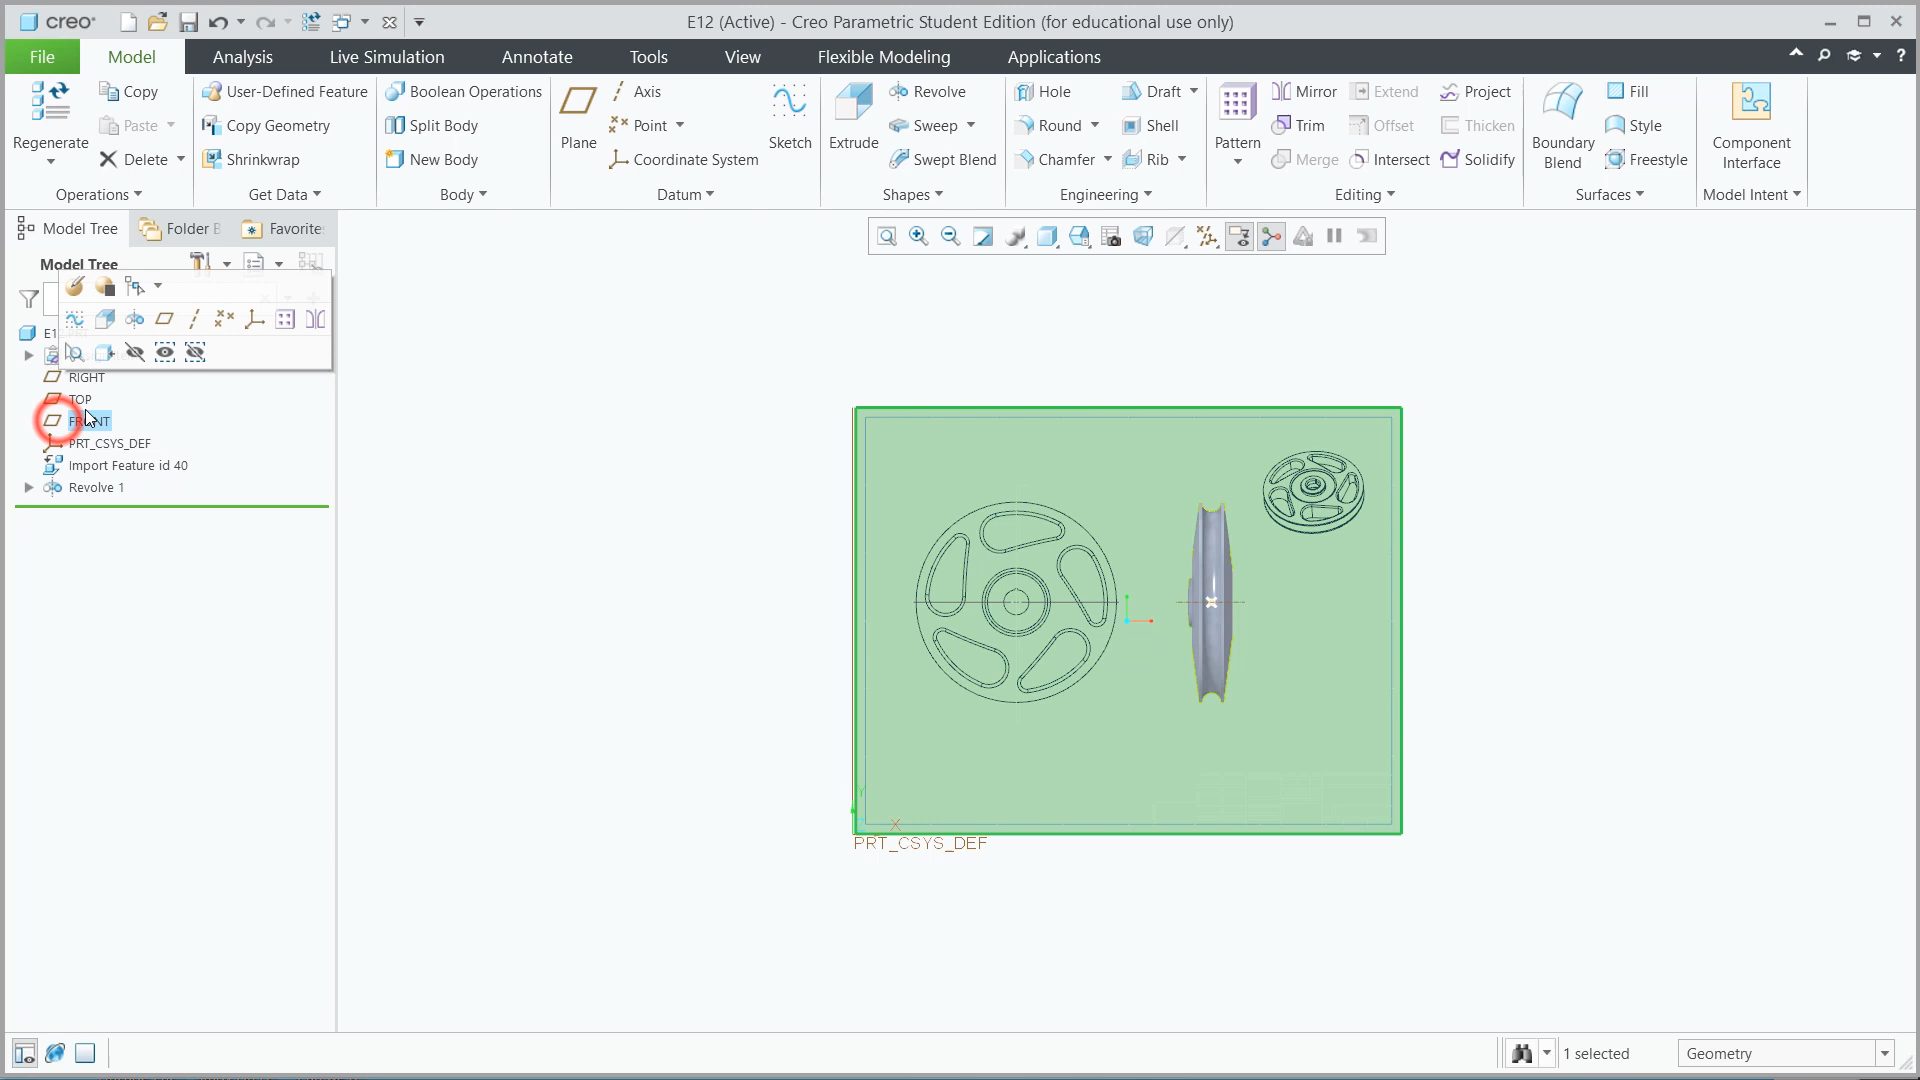 creo
E12 (Active) - Creo Parametric Student Edition (for educational use only)
File
Model
Analysis
Live Simulation
Annotate
Tools
View
Flexible Modeling
Applications
Regenerate
Copy
Paste
Delete
Operations
User-Defined Feature
Copy Geometry
Shrinkwrap
Get Data
Boolean Operations
Split Body
New Body
Body
Plane
Axis
Point
Coordinate System
Sketch
Datum
Extrude
Revolve
Sweep
Swept Blend
Shapes
Hole
Round
Chamfer
Draft
Shell
Rib
Engineering
Pattern
Mirror
Trim
Merge
Extend
Offset
Intersect
Project
Thicken
Solidify
Editing
Boundary
Blend
Fill
Style
Freestyle
Surfaces
Component
Interface
Model Intent
Model Tree
Folder B
Favorite
Model Tree
RIGHT
TOP
FRONT
PRT_CSYS_DEF
Import Feature id 40
Revolve 1
Y
X
PRT_CSYS_DEF
1 selected
Geometry